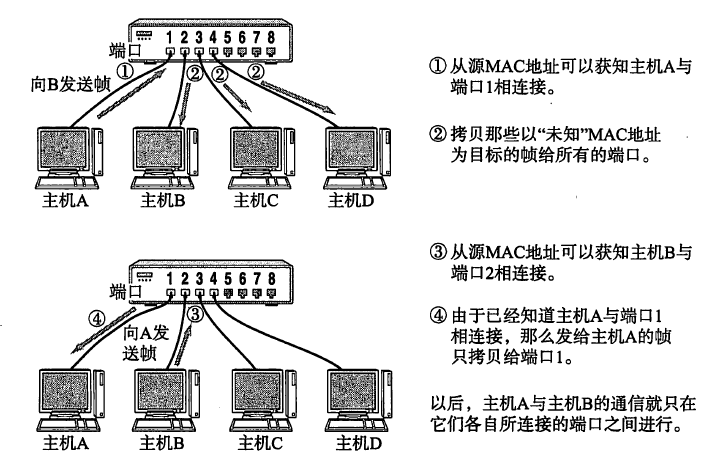 1 2 3 4 5 6 7 8
端口
① ② ② ②
向B发送帧
主机A 主机B 主机C 主机D
① 从源MAC地址可以获知主机A与
端口1相连接。
② 拷贝那些以“未知”MAC地址
为目标的帧给所有的端口。
1 2 3 4 5 6 7 8
端口
④ ③
向A发
送帧
主机A 主机B 主机C 主机D
③ 从源MAC地址可以获知主机B与
端口2相连接。
④ 由于已经知道主机A与端口1
相连接，那么发给主机A的帧
只拷贝给端口1。
以后，主机A与主机B的通信就只在
它们各自所连接的端口之间进行。